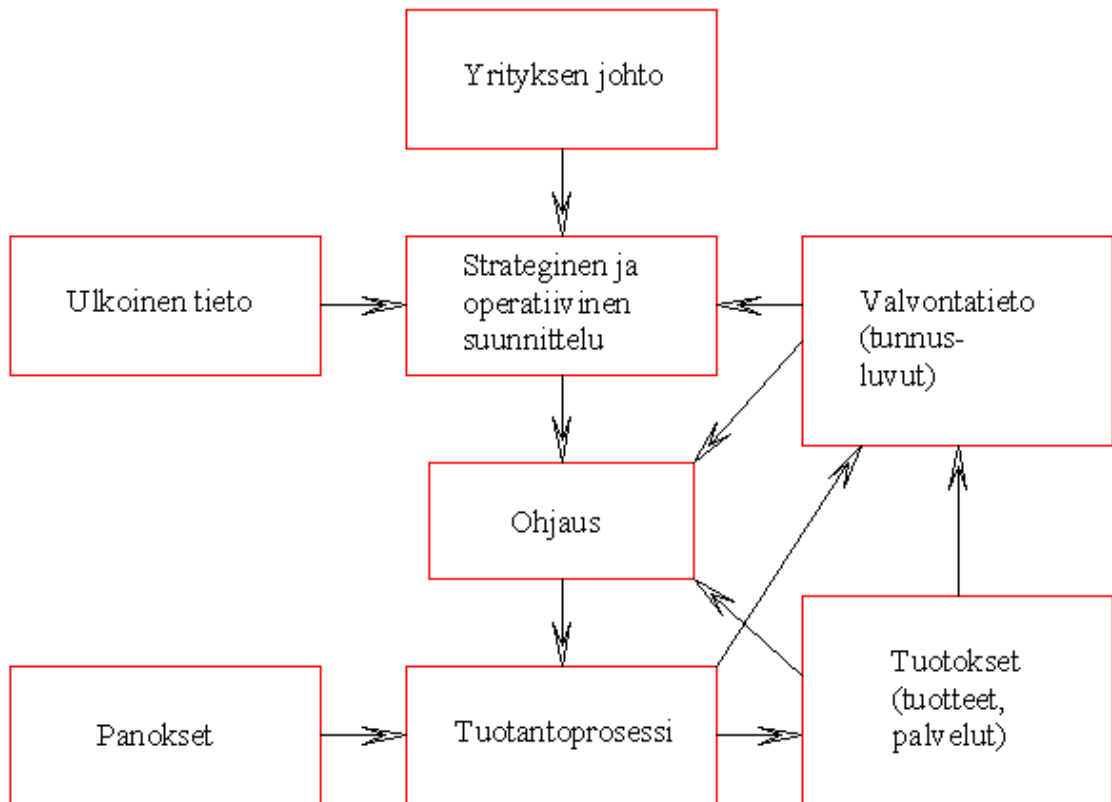 Yrityksen johto
Ulkoinen tieto
Strateginen ja
operatiivinen
suunnittelu
Valvontatieto
(tunnus-
luvut)
Ohjaus
Panokset
Tuotantoprosessi
Tuotokset
(tuotteet,
palvelut)